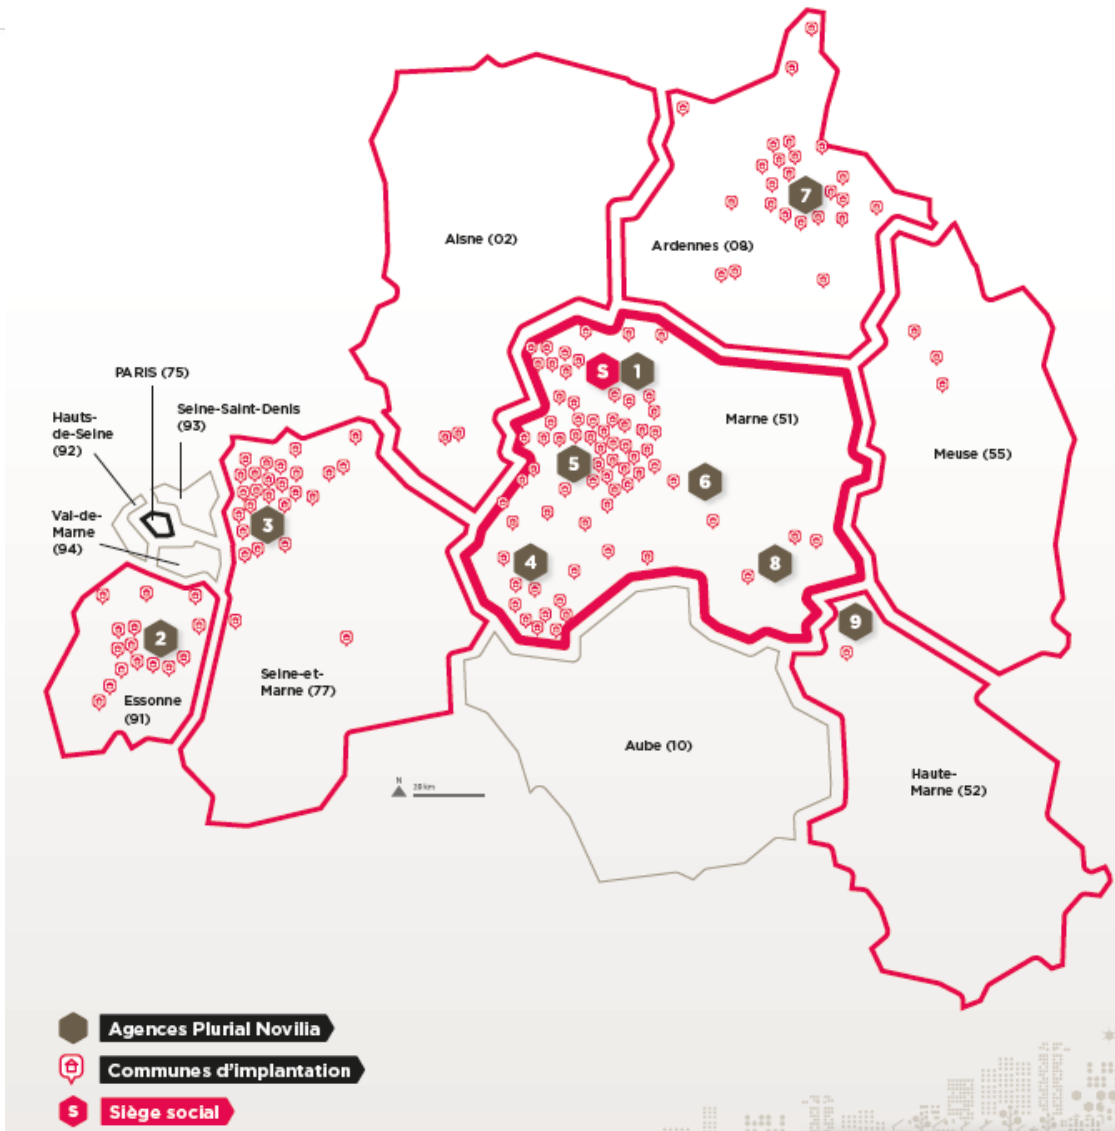 7
Aisne (02)
Ardennes (08)
PARIS (75)
S
1
Hauts-
de-Seine
(92)
Seine-Saint-Denis
(93)
Marne (51)
Meuse (55)
5
6
Val-de-
Marne
(94)
3
4
8
9
2
Seine-et-
Marne (77)
Essonne
(91)
Aube (10)
Haute-
Marne (52)
N
20 km
Agences Plurial Novilia
Communes d'implantation
S
Siège social